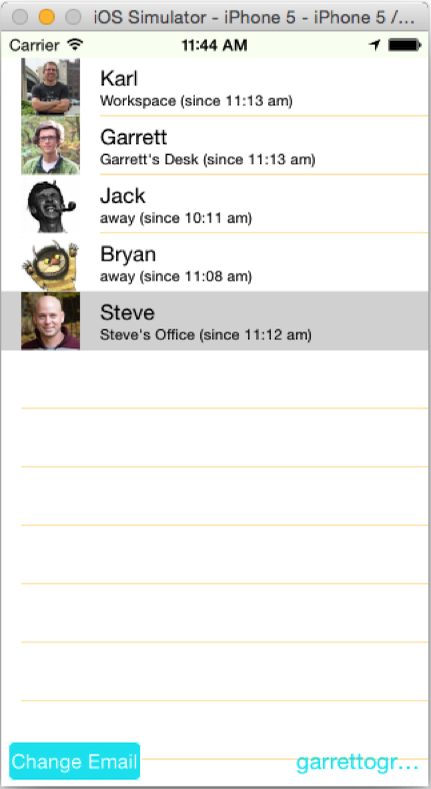 iOS Simulator - iPhone 5 - iPhone 5 /...
Carrier 11:44 AM
Karl
Workspace (since 11:13 am)
Garrett
Garrett's Desk (since 11:13 am)
Jack
away (since 10:11 am)
Bryan
away (since 11:08 am)
Steve
Steve's Office (since 11:12 am)
Change Email garrettogr...